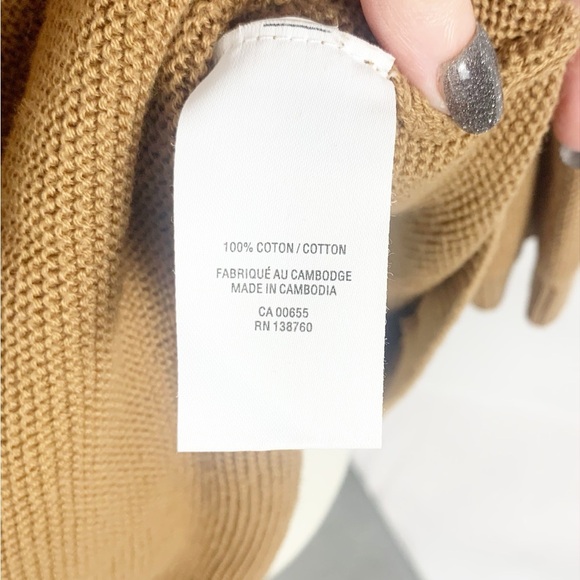 100% COTON / COTTON
FABRIQUÉ AU CAMBODGE
MADE IN CAMBODIA
CA 00655
RN 138760